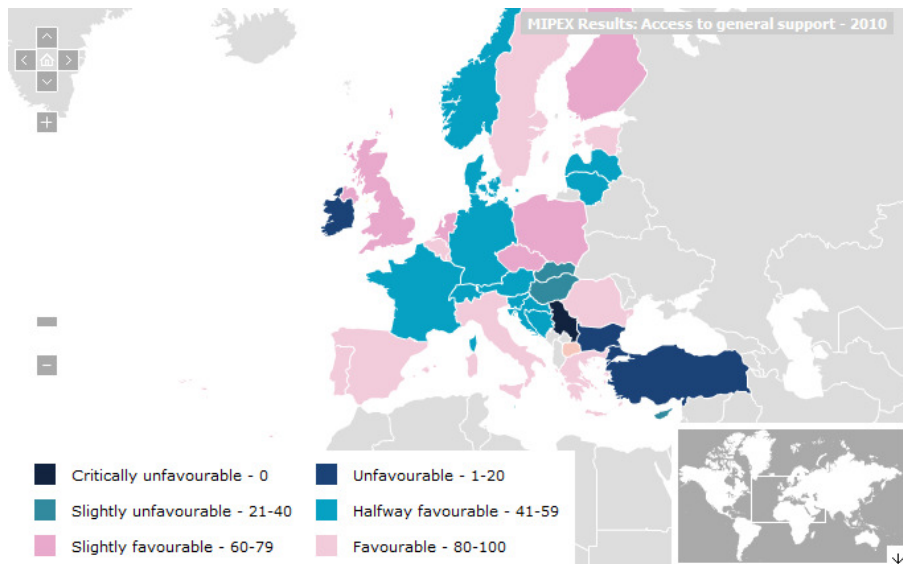 MIPEX Results: Access to general support - 2010
Critically unfavourable - 0
Unfavourable - 1-20
Slightly unfavourable - 21-40
Halfway favourable - 41-59
Slightly favourable - 60-79
Favourable - 80-100